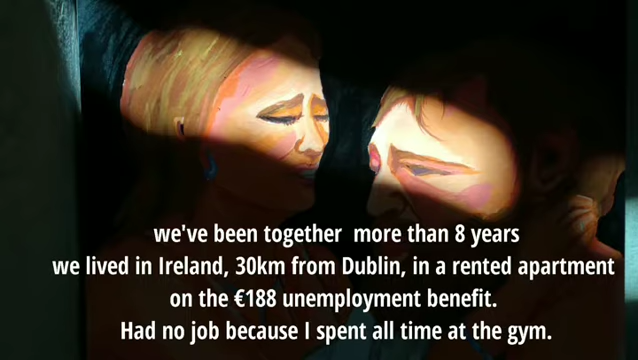 we've been together more than 8 years
we lived in Ireland, 30km from Dublin, in a rented apartment
on the €188 unemployment benefit.
Had no job because I spent all time at the gym.